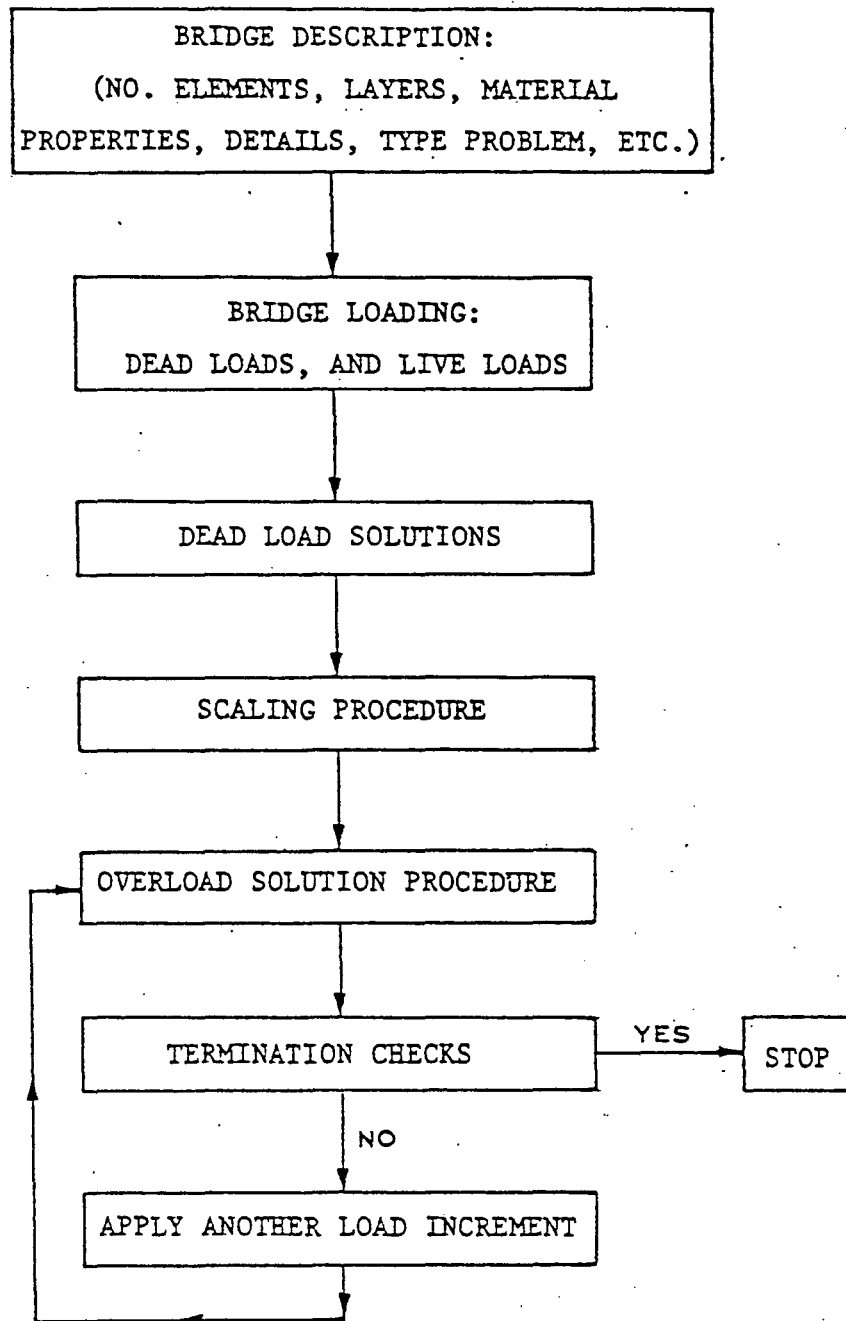 BRIDGE DESCRIPTION:
(NO. ELEMENTS, LAYERS, MATERIAL
PROPERTIES, DETAILS, TYPE PROBLEM, ETC.)
BRIDGE LOADING:
DEAD LOADS, AND LIVE LOADS
DEAD LOAD SOLUTIONS
SCALING PROCEDURE
OVERLOAD SOLUTION PROCEDURE
TERMINATION CHECKS
YES
STOP
NO
APPLY ANOTHER LOAD INCREMENT